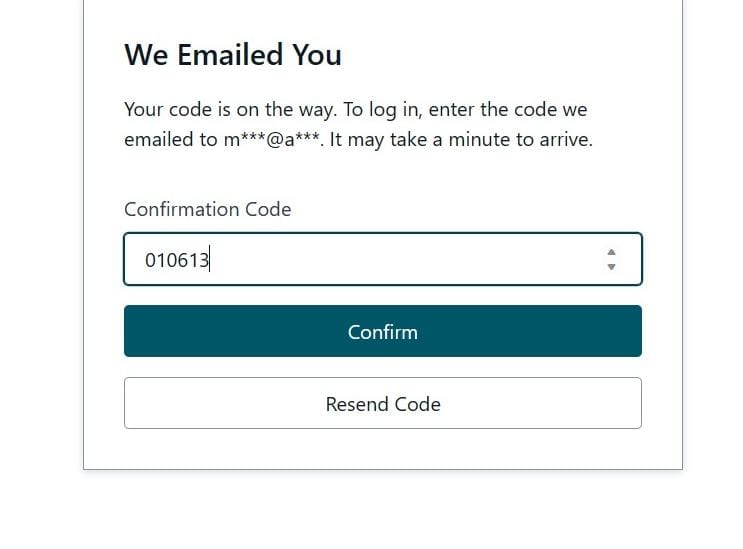 We Emailed You
Your code is on the way. To log in, enter the code we
emailed to m***@a***. It may take a minute to arrive.
Confirmation Code
010613
Confirm
Resend Code